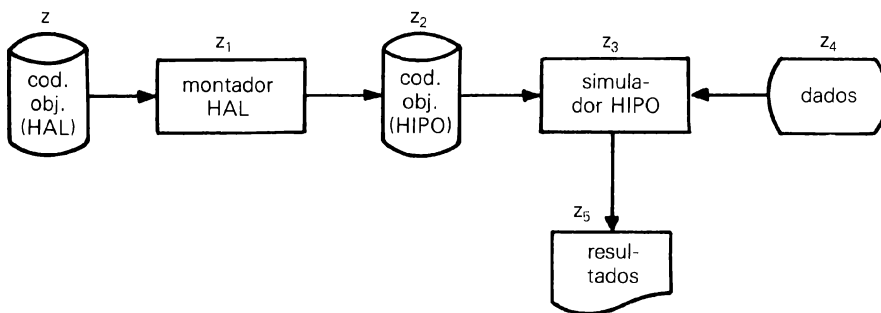 z
cod.
obj.
(HAL)
z₁
montador
HAL
z₂
cod.
obj.
(HIPO)
z₃
simula-
dor HIPO
z₄
dados
z₅
resul-
tados